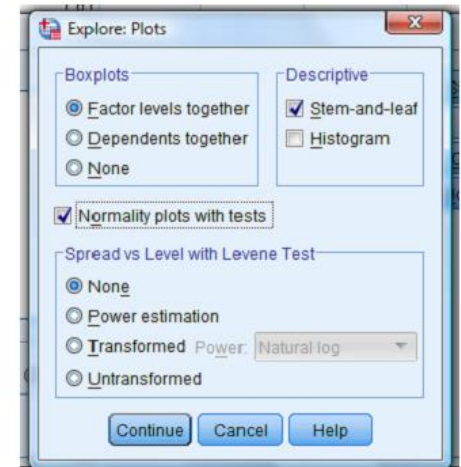 Explore: Plots
Boxplots
Factor levels together
Dependents together
None
Descriptive
Stem-and-leaf
Histogram
Normality plots with tests
Spread vs Level with Levene Test
None
Power estimation
Transformed Power: Natural log
Untransformed
Continue Cancel Help